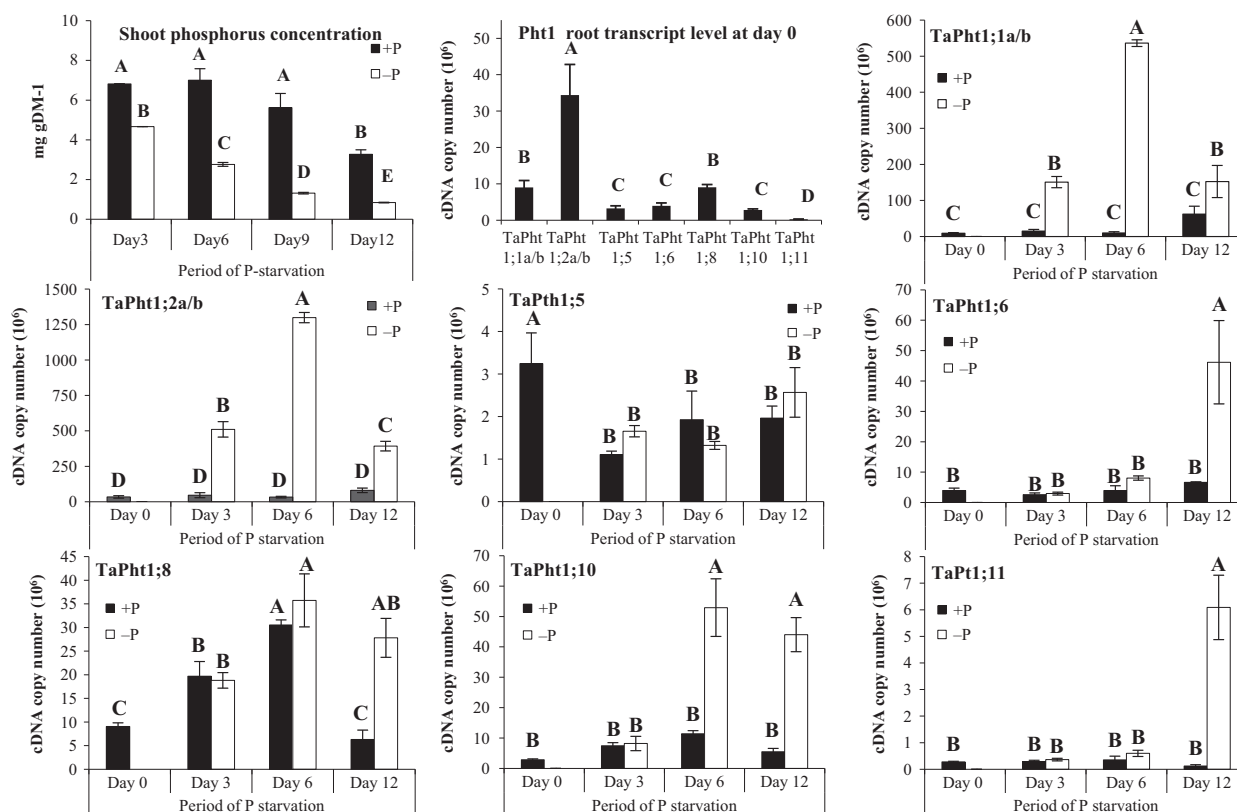 Shoot phosphorus concentration
mg gDM-1
10
8
6
4
2
0
+P
–P
A
B
A
C
A
D
B
E
Day3 Day6 Day9 Day12
Period of P-starvation
Pht1 root transcript level at day 0
cDNA copy number (10⁶)
50
40
30
20
10
0
B
A
C
C
B
C
D
TaPht TaPht TaPht TaPht TaPht TaPht TaPht
1;1a/b 1;2a/b 1;5 1;6 1;8 1;10 1;11
TaPht1;1a/b
cDNA copy number (10⁶)
600
500
400
300
200
100
0
+P
–P
C
C
B
C
A
C
B
Day 0 Day 3 Day 6 Day 12
Period of P starvation
TaPht1;2a/b
cDNA copy number (10⁶)
1500
1250
1000
750
500
250
0
+P
–P
D
D
B
D
A
D
C
Day 0 Day 3 Day 6 Day 12
Period of P starvation
TaPth1;5
cDNA copy number (10⁶)
5
4
3
2
1
0
+P
–P
A
B
B
B
B
B
B
Day 0 Day 3 Day 6 Day 12
Period of P starvation
TaPht1;6
cDNA copy number (10⁶)
70
60
50
40
30
20
10
0
+P
–P
B
B
B
B
B
B
A
Day 0 Day 3 Day 6 Day 12
Period of P starvation
TaPht1;8
cDNA copy number (10⁶)
45
40
35
30
25
20
15
10
5
0
+P
–P
C
B
B
A
A
C
AB
Day 0 Day 3 Day 6 Day 12
Period of P starvation
TaPht1;10
cDNA copy number (10⁶)
70
60
50
40
30
20
10
0
+P
–P
B
B
B
B
A
B
A
Day 0 Day 3 Day 6 Day 12
Period of P starvation
TaPt1;11
cDNA copy number (10⁶)
8
7
6
5
4
3
2
1
0
+P
–P
B
B
B
B
B
B
A
Day 0 Day 3 Day 6 Day 12
Period of P starvation